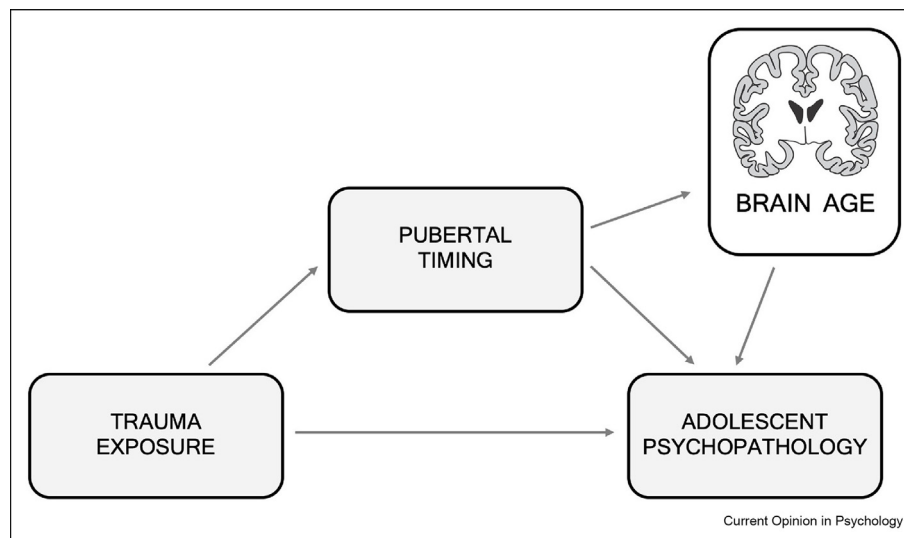 BRAIN AGE
PUBERTAL
TIMING
TRAUMA
EXPOSURE
ADOLESCENT
PSYCHOPATHOLOGY
Current Opinion in Psychology